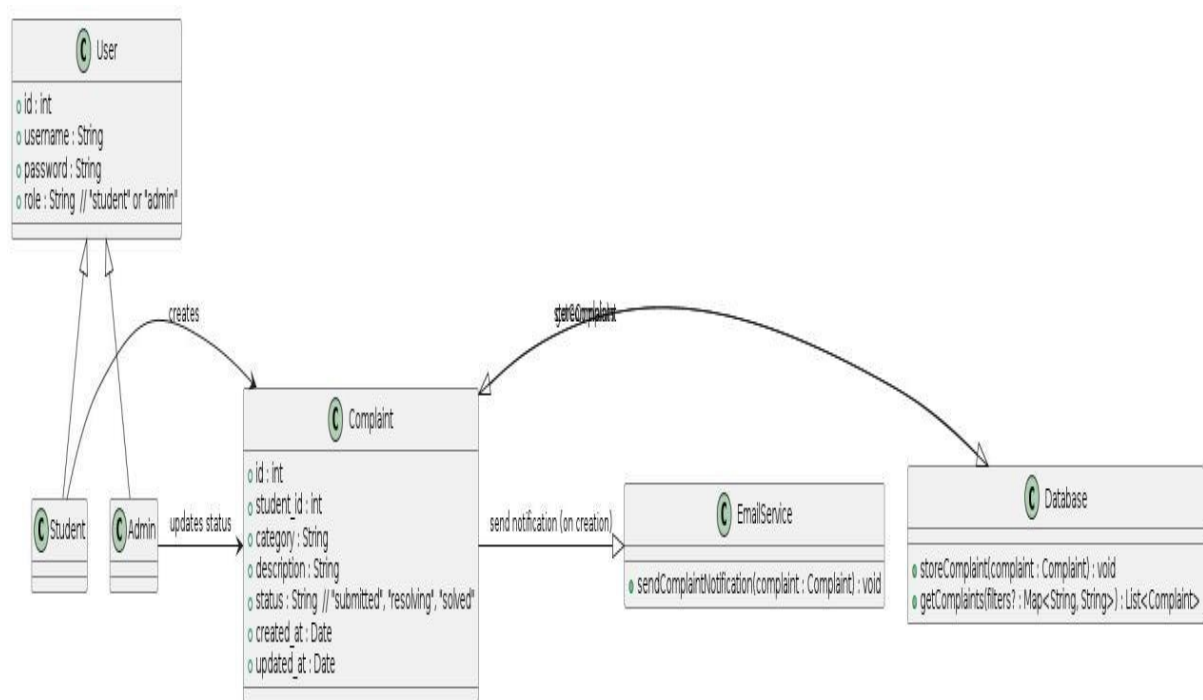 C User
id : int
username : String
password : String
role : String // "student" or "admin"
creates
C Student
C Admin
updates status
C Complaint
id : int
student_id : int
category : String
description : String
status : String // "submitted", "resolving", "solved"
created_at : Date
updated_at : Date
send notification (on creation)
C EmailService
sendComplaintNotification(complaint : Complaint) : void
C Database
storeComplaint(complaint : Complaint) : void
getComplaints(filters? : Map<String, String>) : List<Complaint>